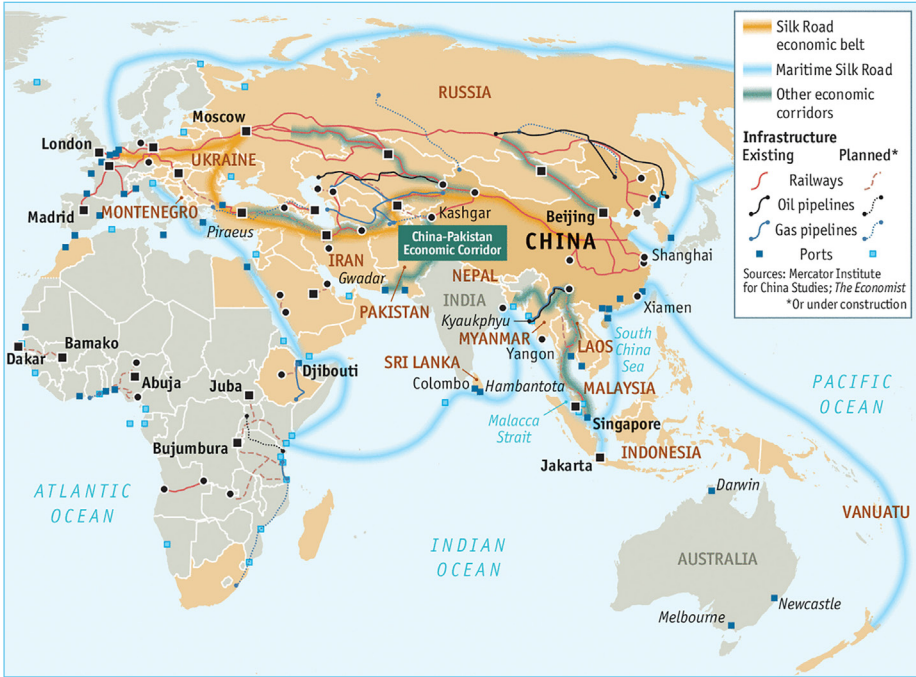 Silk Road
economic belt
Maritime Silk Road
Other economic
corridors
Infrastructure
Existing Planned*
Railways
Oil pipelines
Gas pipelines
Ports
Sources: Mercator Institute
for China Studies; The Economist
*Or under construction
RUSSIA
Moscow
London
UKRAINE
Madrid
MONTENEGRO
Piraeus
Kashgar
Beijing
CHINA
China-Pakistan
Economic Corridor
Shanghai
IRAN
Gwadar
NEPAL
PAKISTAN
INDIA
Xiamen
Kyaukphyu
MYANMAR
Yangon
LAOS
South
China
Sea
Dakar
Bamako
Abuja
Juba
Djibouti
SRI LANKA
Colombo
Hambantota
MALAYSIA
PACIFIC
OCEAN
Malacca
Strait
Singapore
Bujumbura
Jakarta
INDONESIA
ATLANTIC
OCEAN
Darwin
VANUATU
INDIAN
OCEAN
AUSTRALIA
Newcastle
Melbourne